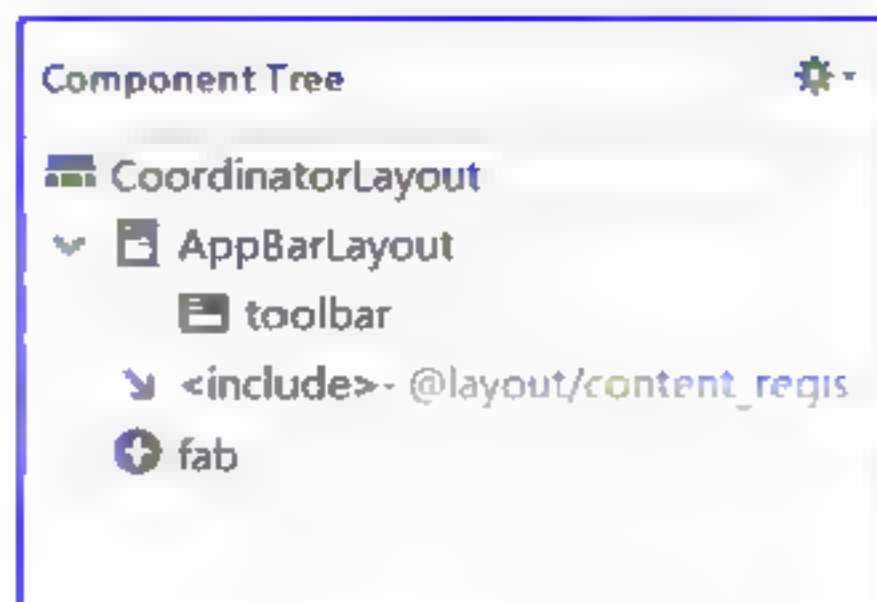 Component Tree
CoordinatorLayout
AppBarLayout
toolbar
<include>- @layout/content_regis
fab